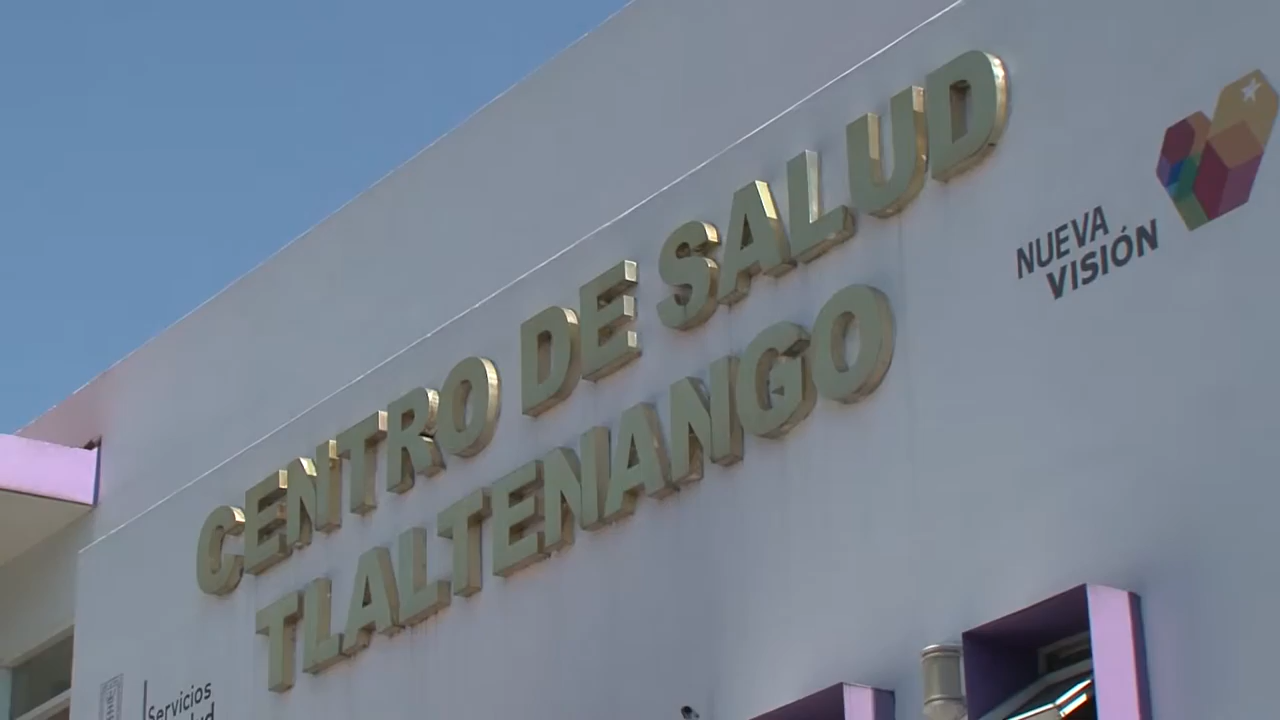 CENTRO DE SALUD
TLALTENANGO
NUEVA
VISIÓN
Servicios